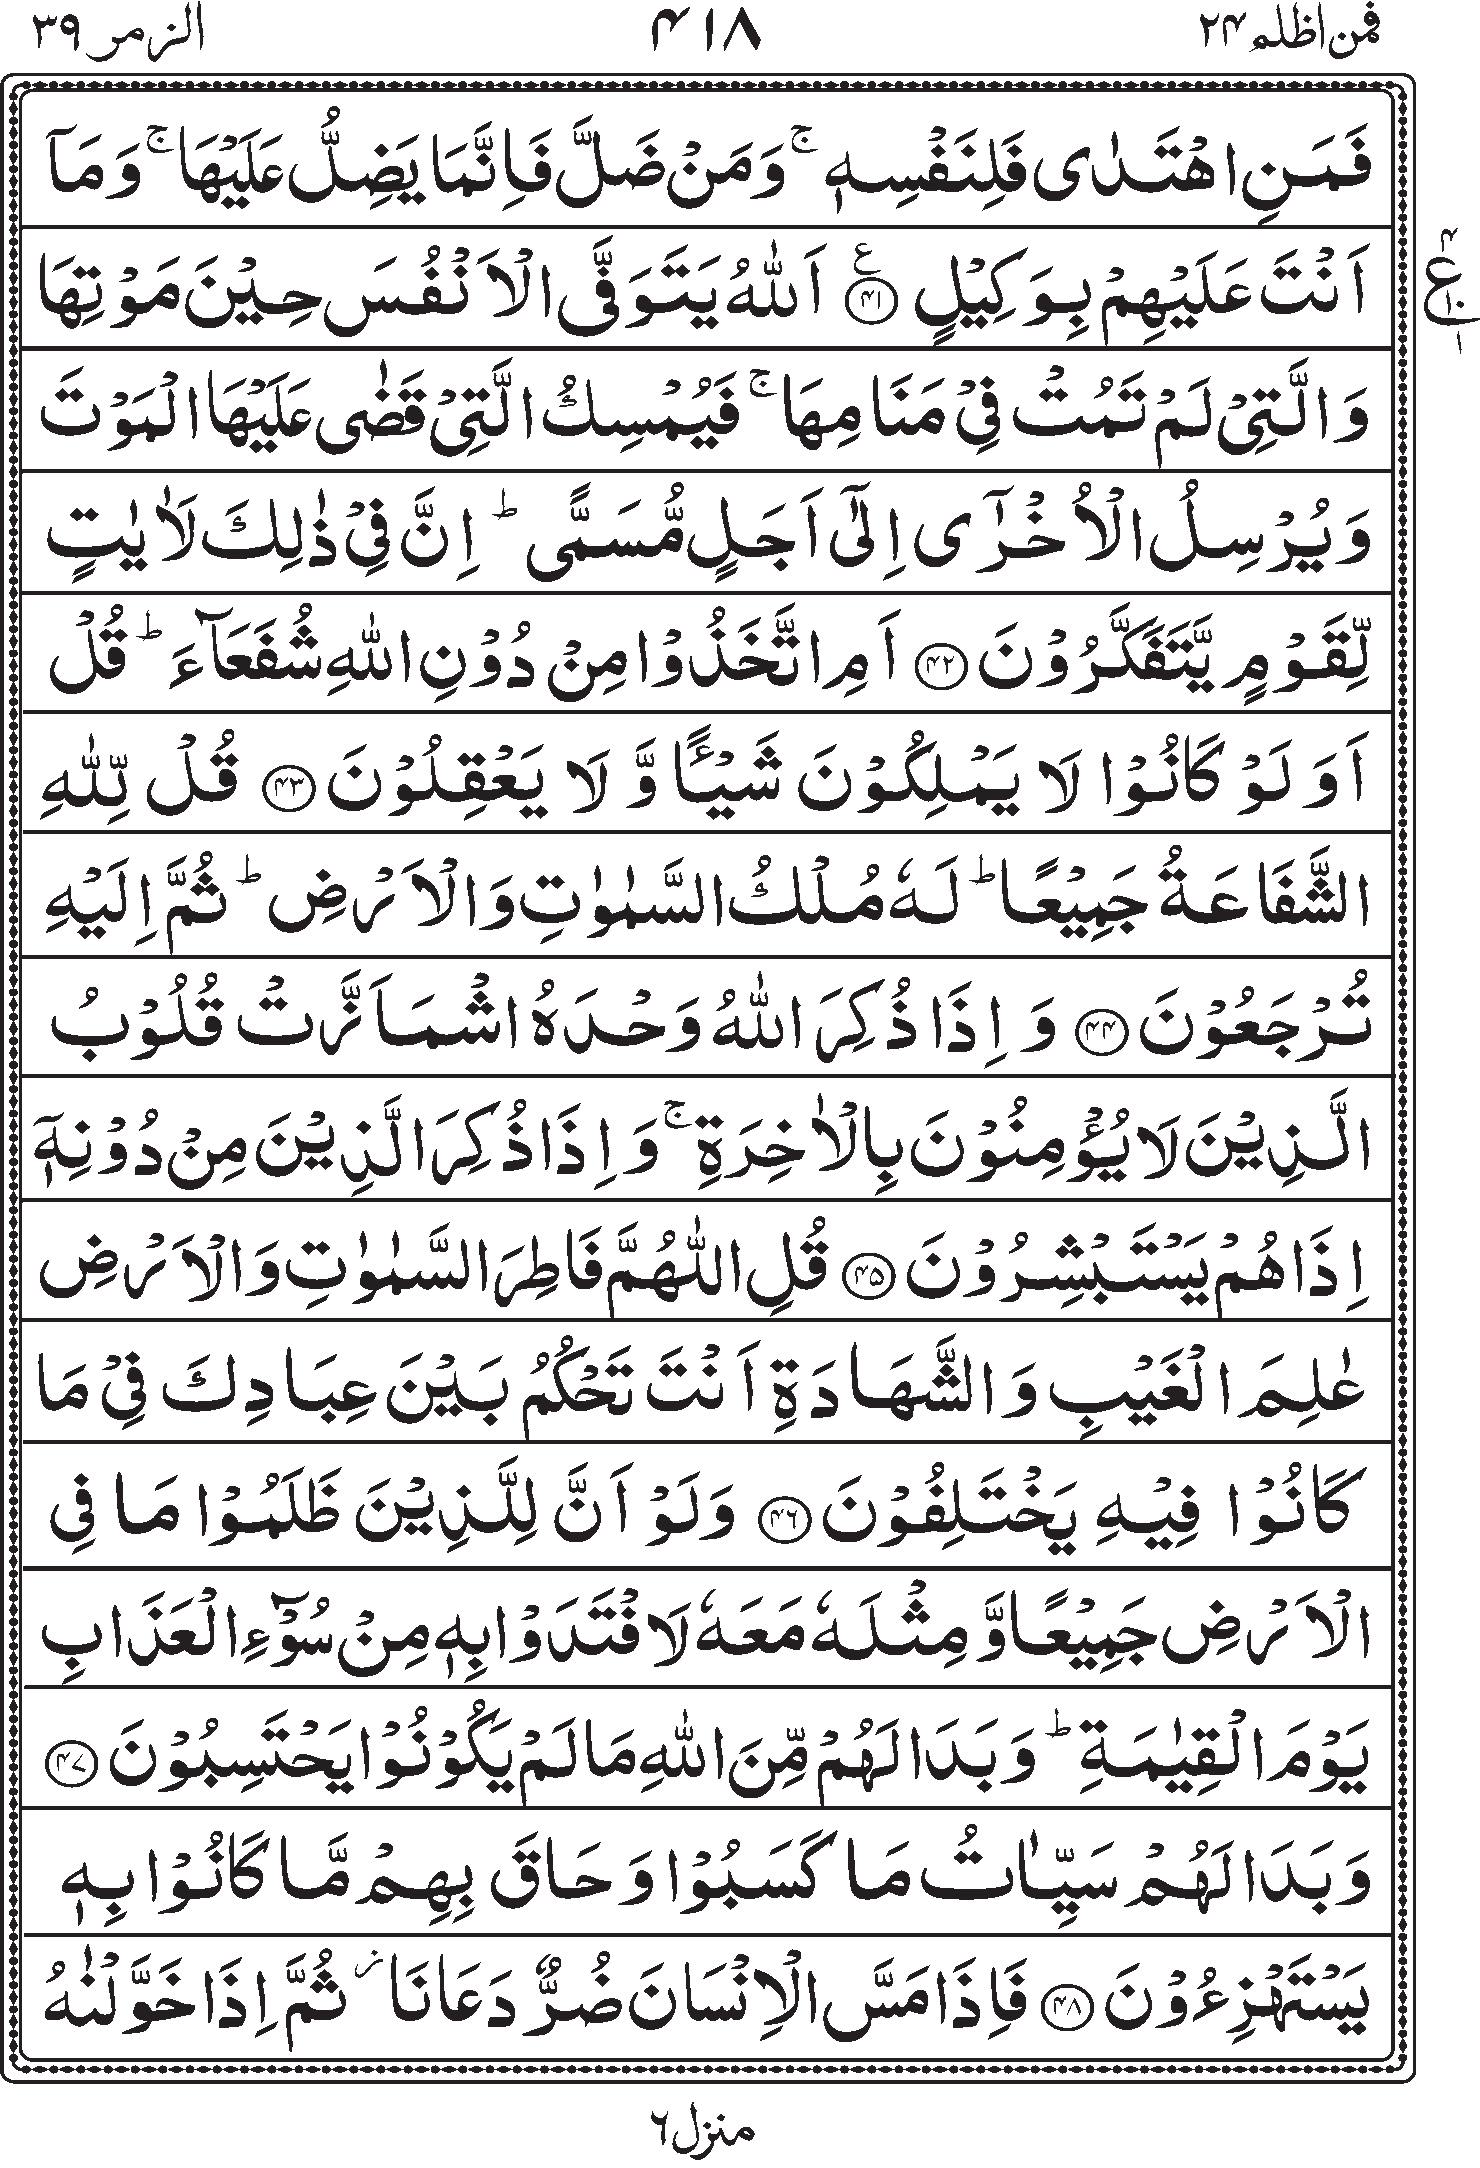 فمن اظلم ۲۴ ۴۱۸ الزمر ۳۹
فَمَنِ اهْتَدٰى فَلِنَفْسِهٖ ۚ وَمَنْ ضَلَّ فَاِنَّمَا يَضِلُّ عَلَيْهَا ۚ وَمَاۤ
اَنْتَ عَلَيْهِمْ بِوَكِيْلٍ ﴿۴۱﴾ ع اَللّٰهُ يَتَوَفَّى الْاَنْفُسَ حِيْنَ مَوْتِهَا
ع ۴ ۱۰ ۱
وَالَّتِىْ لَمْ تَمُتْ فِىْ مَنَامِهَا ۚ فَيُمْسِكُ الَّتِىْ قَضٰى عَلَيْهَا الْمَوْتَ
وَيُرْسِلُ الْاُخْرٰٓى اِلٰٓى اَجَلٍ مُّسَمًّى ؕ اِنَّ فِىْ ذٰلِكَ لَاٰيٰتٍ
لِّقَوْمٍ يَّتَفَكَّرُوْنَ ﴿۴۲﴾ اَمِ اتَّخَذُوْا مِنْ دُوْنِ اللّٰهِ شُفَعَآءَ ؕ قُلْ
اَوَلَوْ كَانُوْا لَا يَمْلِكُوْنَ شَيْـًٔا وَّلَا يَعْقِلُوْنَ ﴿۴۳﴾ قُلْ لِّلّٰهِ
الشَّفَاعَةُ جَمِيْعًا ؕ لَهٗ مُلْكُ السَّمٰوٰتِ وَالْاَرْضِ ؕ ثُمَّ اِلَيْهِ
تُرْجَعُوْنَ ﴿۴۴﴾ وَاِذَا ذُكِرَ اللّٰهُ وَحْدَهُ اشْمَاَزَّتْ قُلُوْبُ
الَّذِيْنَ لَا يُؤْمِنُوْنَ بِالْاٰخِرَةِ ۚ وَاِذَا ذُكِرَ الَّذِيْنَ مِنْ دُوْنِهٖۤ
اِذَا هُمْ يَسْتَبْشِرُوْنَ ﴿۴۵﴾ قُلِ اللّٰهُمَّ فَاطِرَ السَّمٰوٰتِ وَالْاَرْضِ
عٰلِمَ الْغَيْبِ وَالشَّهَادَةِ اَنْتَ تَحْكُمُ بَيْنَ عِبَادِكَ فِىْ مَا
كَانُوْا فِيْهِ يَخْتَلِفُوْنَ ﴿۴۶﴾ وَلَوْ اَنَّ لِلَّذِيْنَ ظَلَمُوْا مَا فِى
الْاَرْضِ جَمِيْعًا وَّمِثْلَهٗ مَعَهٗ لَافْتَدَوْا بِهٖ مِنْ سُوْٓءِ الْعَذَابِ
يَوْمَ الْقِيٰمَةِ ؕ وَبَدَا لَهُمْ مِّنَ اللّٰهِ مَا لَمْ يَكُوْنُوْا يَحْتَسِبُوْنَ ﴿۴۷﴾
وَبَدَا لَهُمْ سَيِّاٰتُ مَا كَسَبُوْا وَحَاقَ بِهِمْ مَّا كَانُوْا بِهٖ
يَسْتَهْزِءُوْنَ ﴿۴۸﴾ فَاِذَا مَسَّ الْاِنْسَانَ ضُرٌّ دَعَانَا ز ثُمَّ اِذَا خَوَّلْنٰهُ
منزل ۶